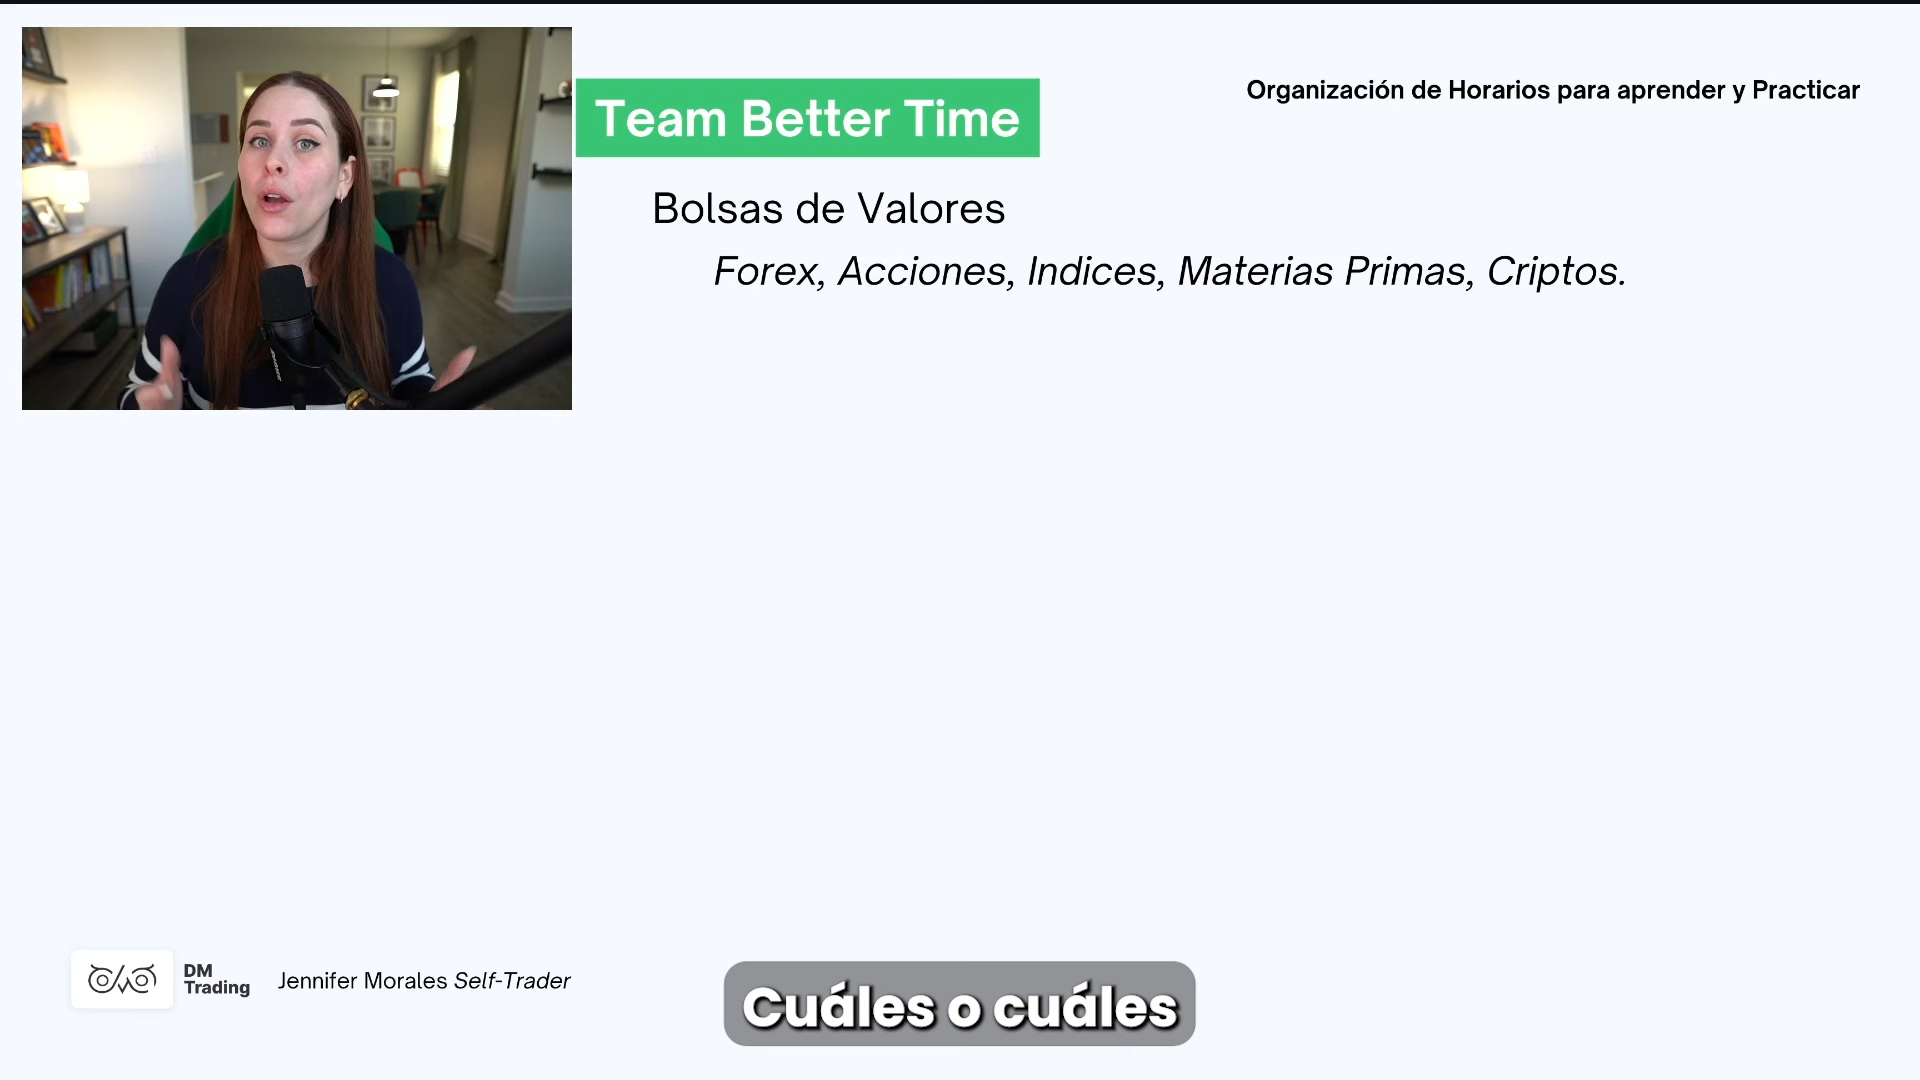 Team Better Time
Organización de Horarios para aprender y Practicar
Bolsas de Valores
Forex, Acciones, Indices, Materias Primas, Criptos.
DM
Trading
Jennifer Morales Self-Trader
Cuáles o cuáles